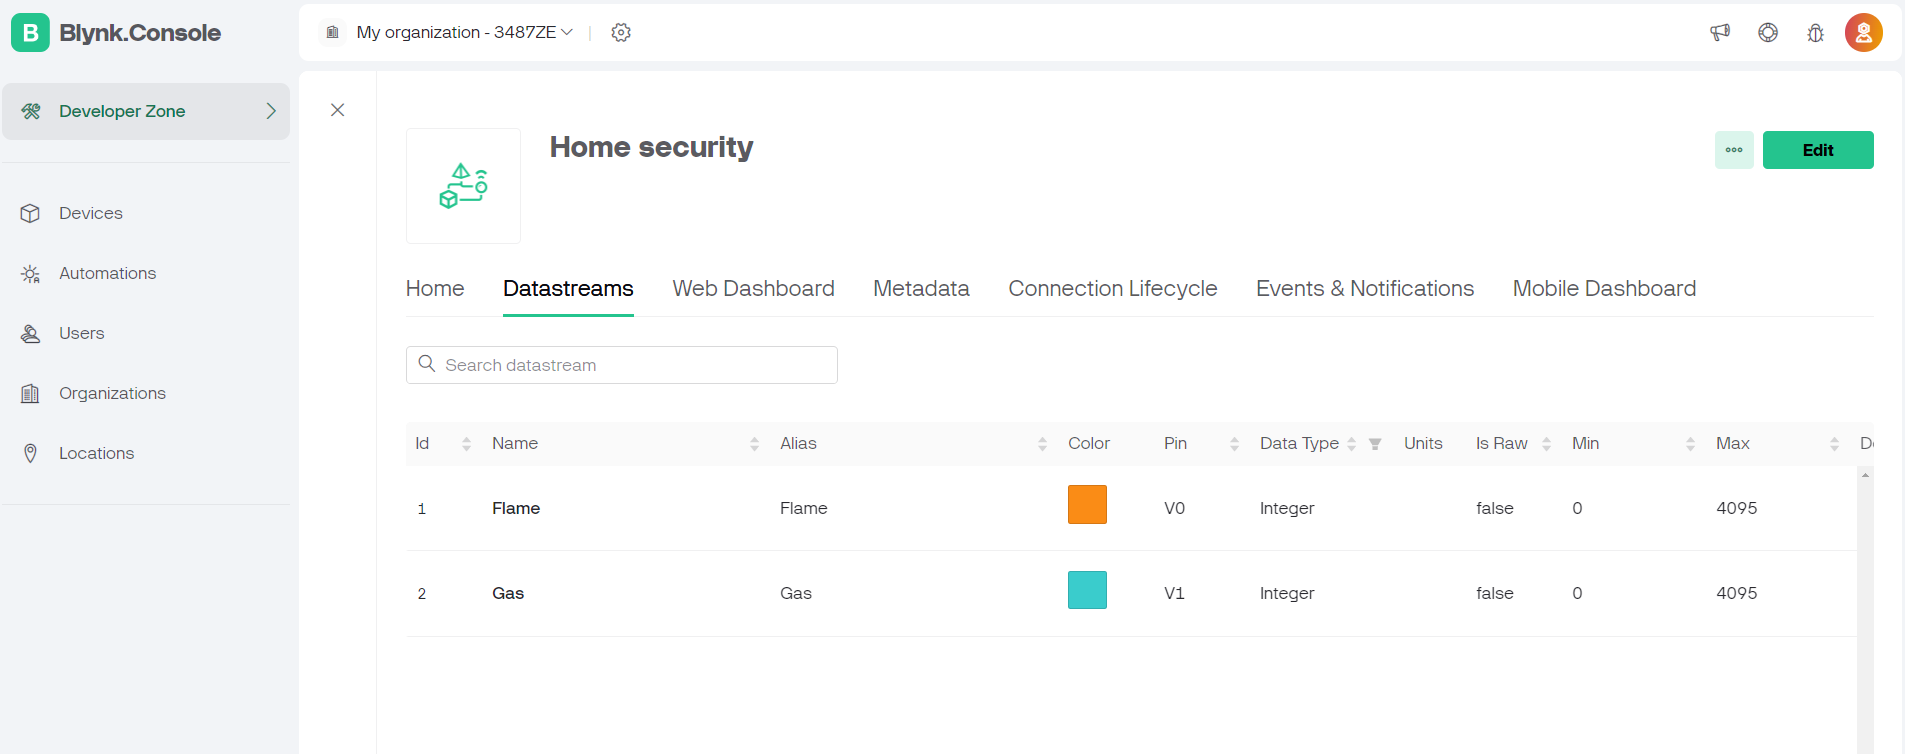 B Blynk.Console
My organization - 3487ZE
Developer Zone
Devices
Automations
Users
Organizations
Locations
Home security
Edit
Home Datastreams Web Dashboard Metadata Connection Lifecycle Events & Notifications Mobile Dashboard
Search datastream
Id Name Alias Color Pin Data Type Units Is Raw Min Max
1 Flame Flame V0 Integer false 0 4095
2 Gas Gas V1 Integer false 0 4095